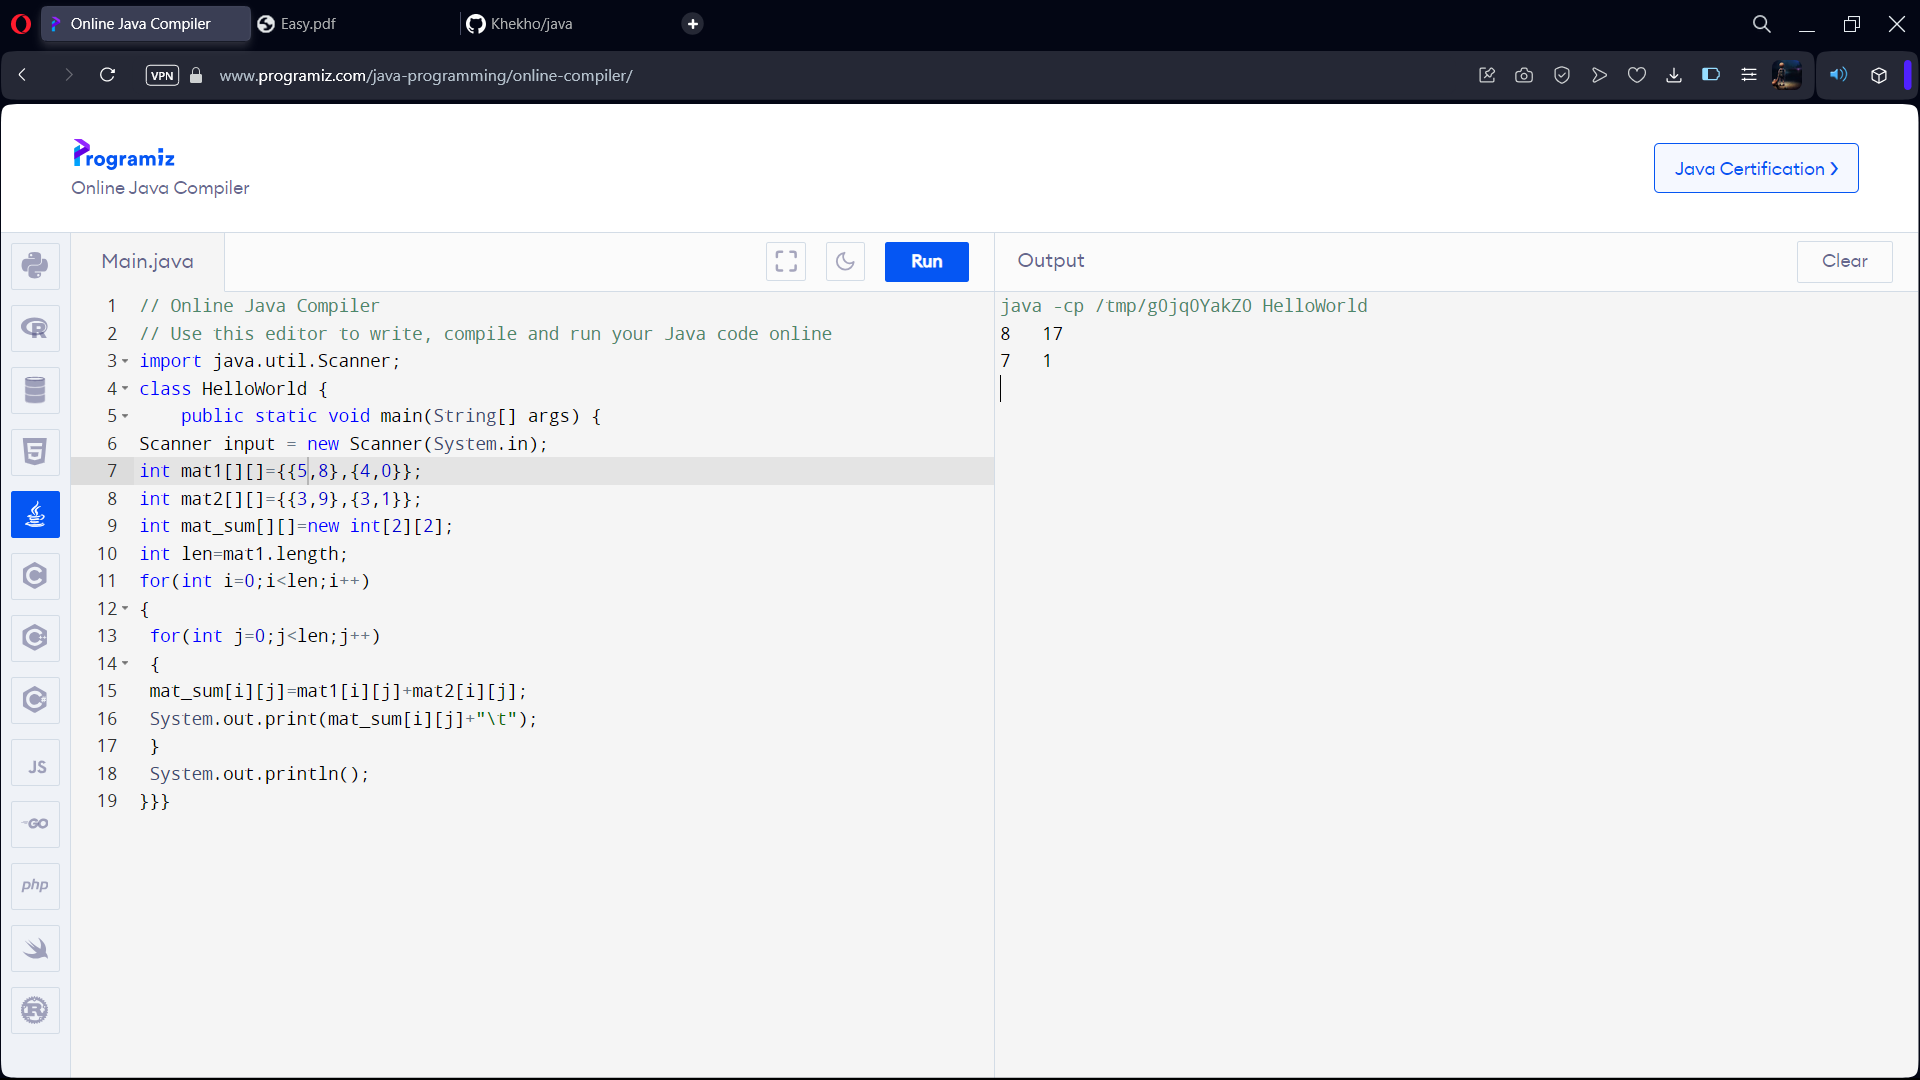 Online Java Compiler
Easy.pdf
Khekho/java
VPN
www.programiz.com/java-programming/online-compiler/
Programiz
Online Java Compiler
Java Certification >
Main.java
Run
Output
Clear
1 // Online Java Compiler
2 // Use this editor to write, compile and run your Java code online
3 import java.util.Scanner;
4 class HelloWorld {
5     public static void main(String[] args) {
6 Scanner input = new Scanner(System.in);
7 int mat1[][]={{5,8},{4,0}};
8 int mat2[][]={{3,9},{3,1}};
9 int mat_sum[][]=new int[2][2];
10 int len=mat1.length;
11 for(int i=0;i<len;i++)
12 {
13  for(int j=0;j<len;j++)
14  {
15  mat_sum[i][j]=mat1[i][j]+mat2[i][j];
16  System.out.print(mat_sum[i][j]+"\t");
17  }
18  System.out.println();
19 }}}
java -cp /tmp/g0jqOYakZO HelloWorld
8 17
7 1
R
5
C
C
C
JS
GO
php
R